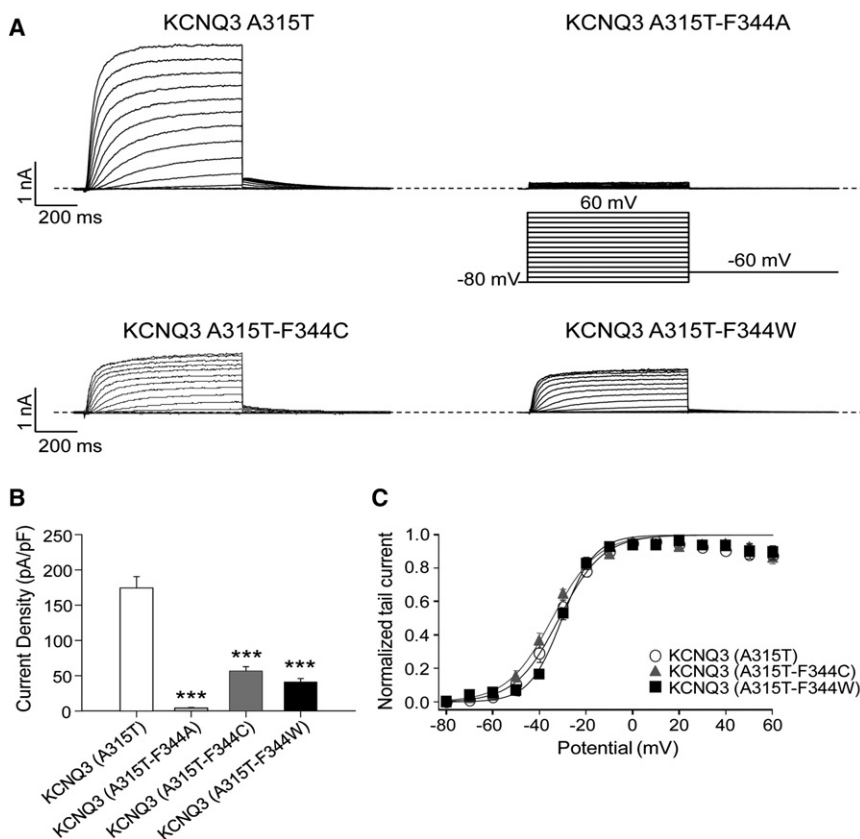 A
KCNQ3 A315T
KCNQ3 A315T-F344A
1 nA
200 ms
60 mV
-80 mV
-60 mV
KCNQ3 A315T-F344C
KCNQ3 A315T-F344W
1 nA
200 ms
B
Current Density (pA/pF)
250
200
150
100
50
0
***
***
***
KCNQ3 (A315T)
KCNQ3 (A315T-F344A)
KCNQ3 (A315T-F344C)
KCNQ3 (A315T-F344W)
C
Normalized tail current
1.0
0.8
0.6
0.4
0.2
0.0
KCNQ3 (A315T)
KCNQ3 (A315T-F344C)
KCNQ3 (A315T-F344W)
-80 -60 -40 -20 0 20 40 60
Potential (mV)